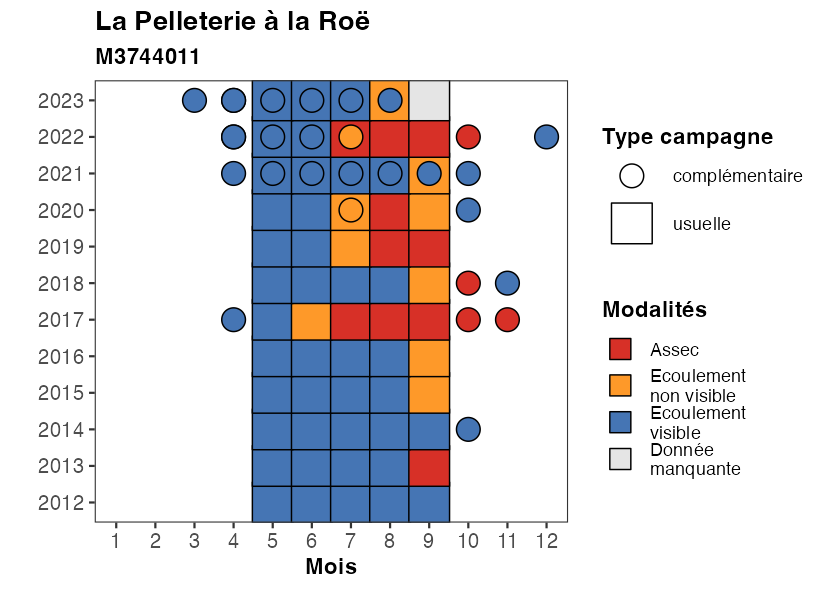 La Pelleterie à la Roë
M3744011
2023
2022
2021
2020
2019
2018
2017
2016
2015
2014
2013
2012
1 2 3 4 5 6 7 8 9 10 11 12
Mois
Type campagne
complémentaire
usuelle
Modalités
Assec
Ecoulement
non visible
Ecoulement
visible
Donnée
manquante